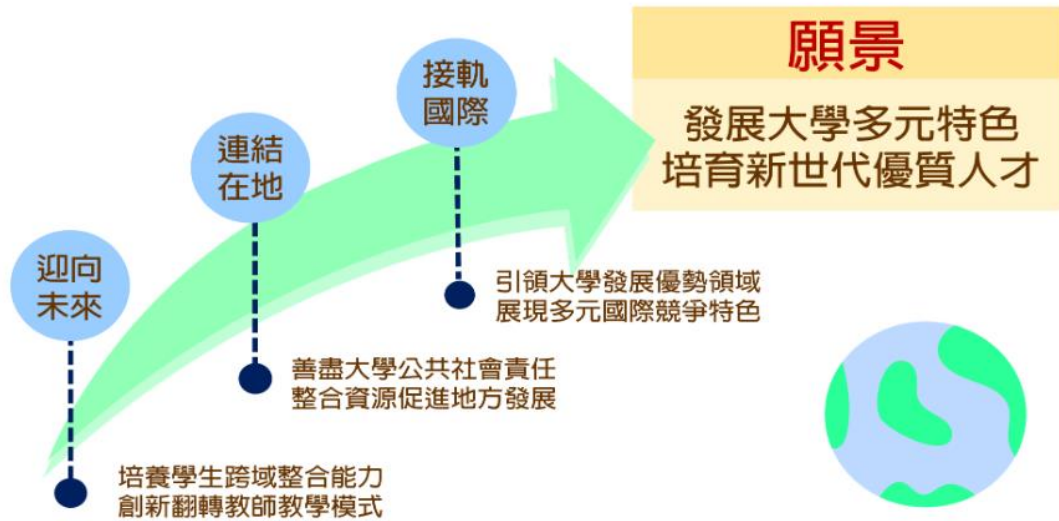 願景
發展大學多元特色
培育新世代優質人才
接軌
國際
引領大學發展優勢領域
展現多元國際競爭特色
連結
在地
善盡大學公共社會責任
整合資源促進地方發展
迎向
未來
培養學生跨域整合能力
創新翻轉教師教學模式